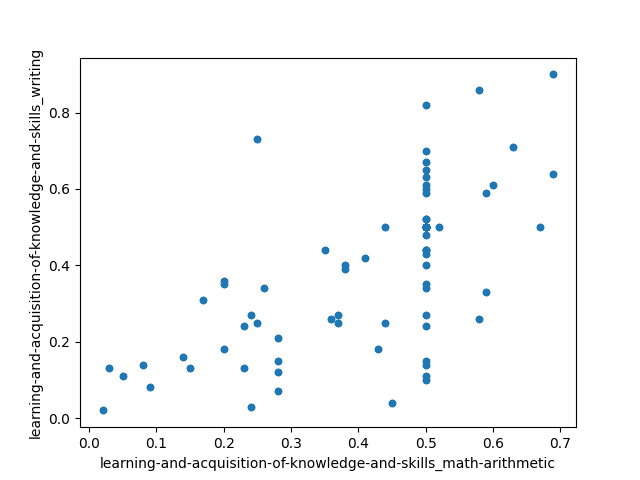 learning-and-acquisition-of-knowledge-and-skills_writing
0.8
0.6
0.4
0.2
0.0
0.0 0.1 0.2 0.3 0.4 0.5 0.6 0.7
learning-and-acquisition-of-knowledge-and-skills_math-arithmetic